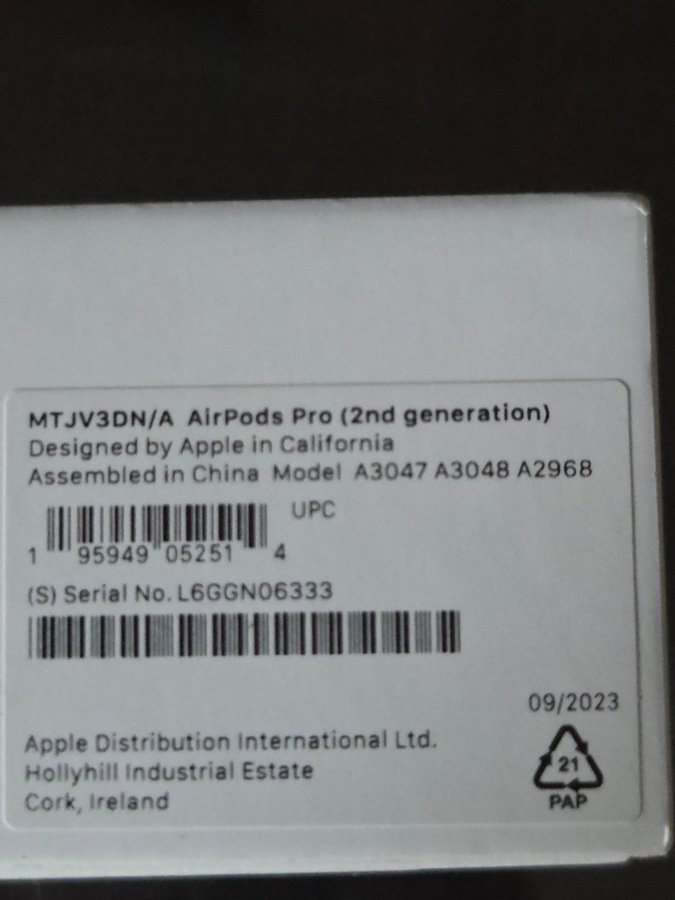 MTJV3DN/A AirPods Pro (2nd generation)
Designed by Apple in California
Assembled in China Model A3047 A3048 A2968
UPC
1 95949 05251 4
(S) Serial No. L6GGN06333
09/2023
Apple Distribution International Ltd.
Hollyhill Industrial Estate
Cork, Ireland
21
PAP